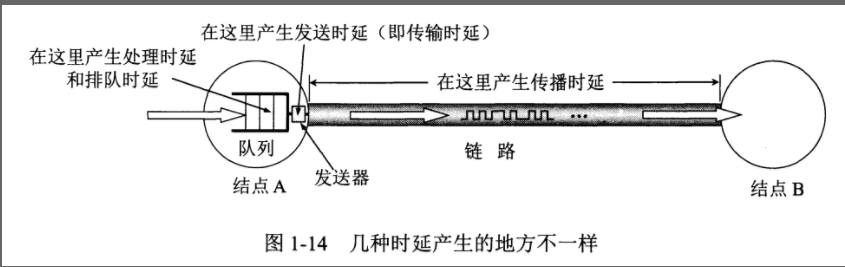 在这里产生发送时延（即传输时延）
在这里产生处理时延
和排队时延
在这里产生传播时延
队列
链 路
结点 A
发送器
结点 B
图 1-14 几种时延产生的地方不一样